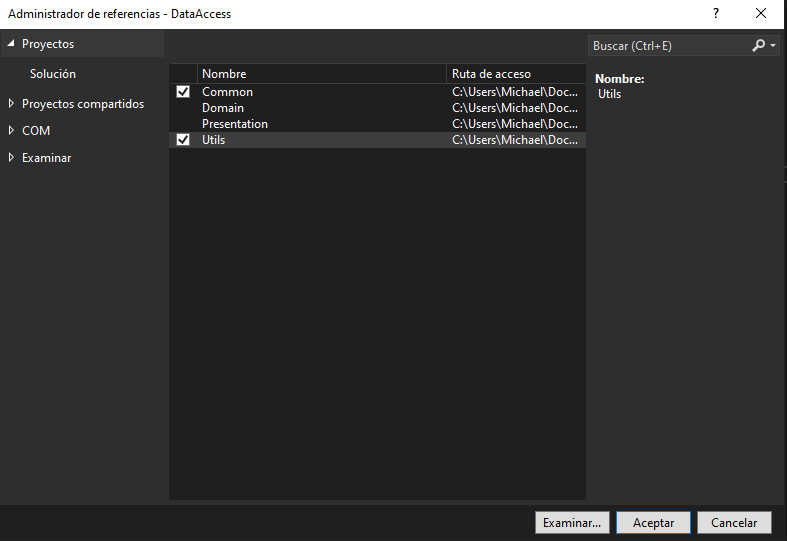 Administrador de referencias - DataAccess
?
Proyectos
Solución
Proyectos compartidos
COM
Examinar
Nombre Ruta de acceso
Common C:\Users\Michael\Doc...
Domain C:\Users\Michael\Doc...
Presentation C:\Users\Michael\Doc...
Utils C:\Users\Michael\Doc...
Buscar (Ctrl+E)
Nombre:
Utils
Examinar... Aceptar Cancelar